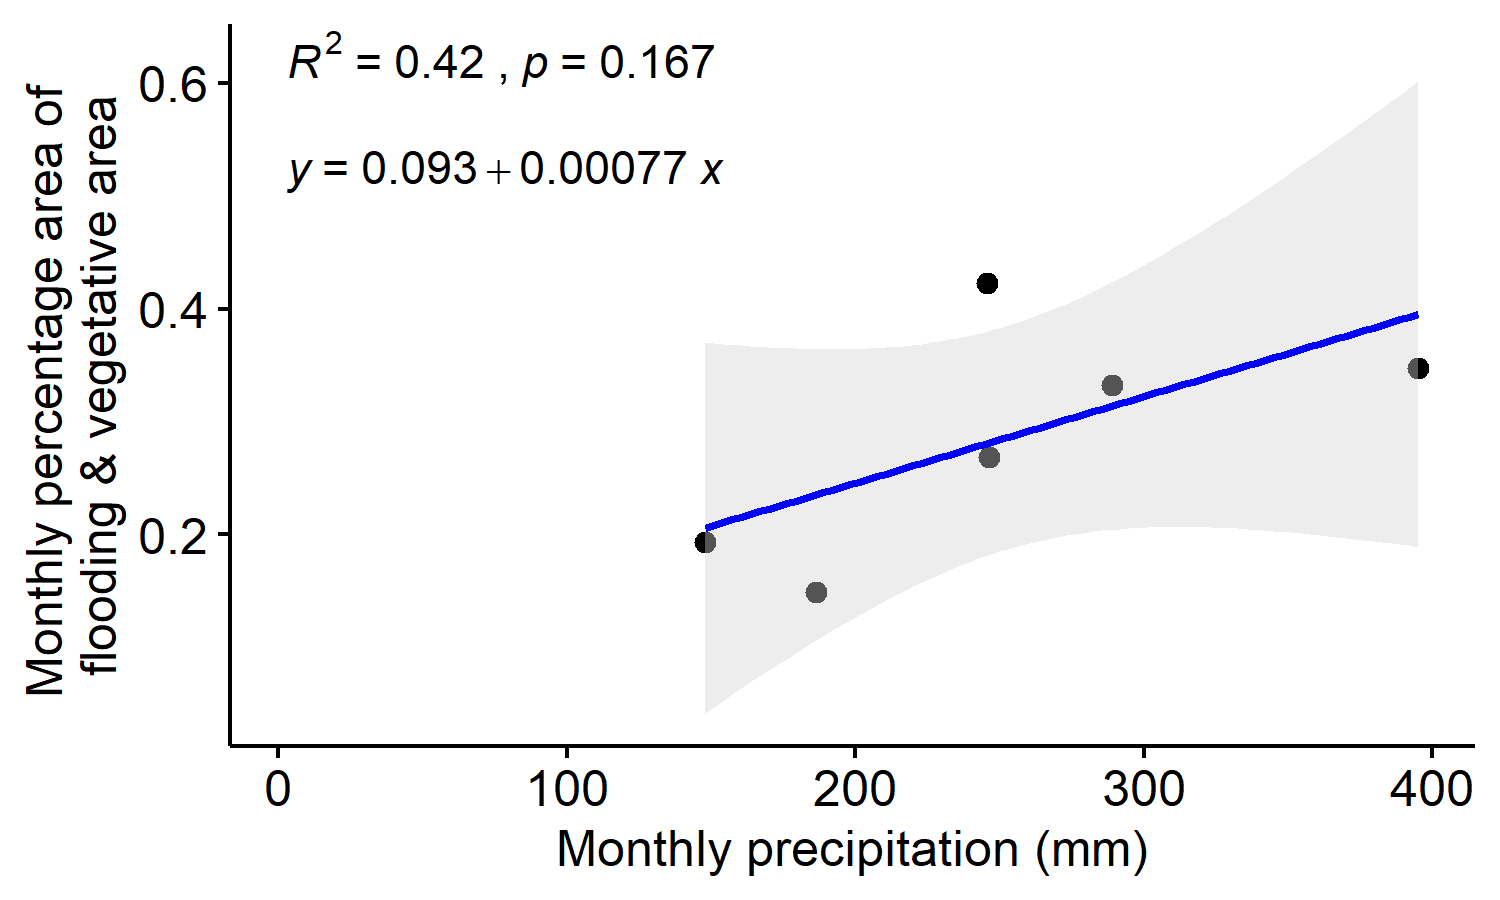 R² = 0.42 , p = 0.167
y = 0.093 + 0.00077 x
Monthly percentage area of
flooding & vegetative area
0.6
0.4
0.2
0
100
200
300
400
Monthly precipitation (mm)